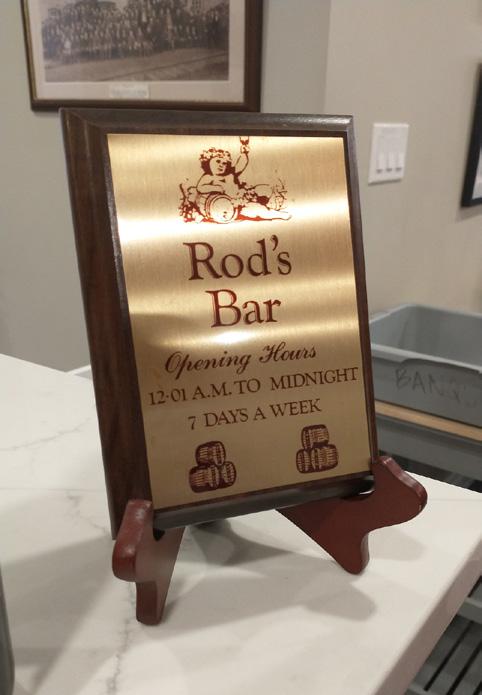 Rod's
Bar
Opening Hours
12·01 A.M. TO MIDNIGHT
7 DAYS A WEEK